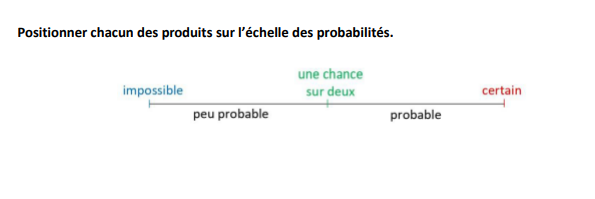 Positionner chacun des produits sur l'échelle des probabilités.
une chance
impossible sur deux certain
peu probable probable